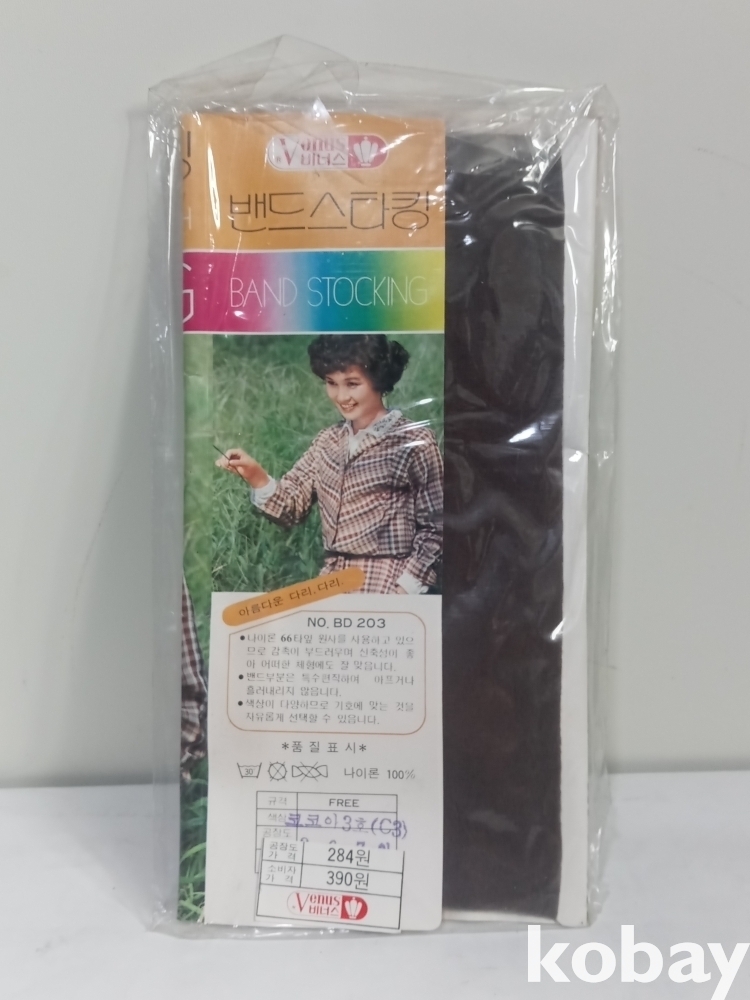 Venus
비너스
밴드스타킹
G
BAND STOCKING
아름다운 다리.다리.
NO. BD 203
● 나이론 66타잎 원사를 사용하고 있으
므로 감촉이 부드러우며 신축성이 좋
아 어떠한 체형에도 잘 맞습니다.
● 밴드부분은 특수편직하여 아프거나
흘러내리지 않습니다.
● 색상이 다양하므로 기호에 맞는 것을
자유롭게 선택할 수 있습니다.
*품질표시*
30 나이론 100%
규격 FREE
색상 코코아 3호 (C3)
공장도
공장도 가격 284원
소비자 가격 390원
Venus
비너스
kobay